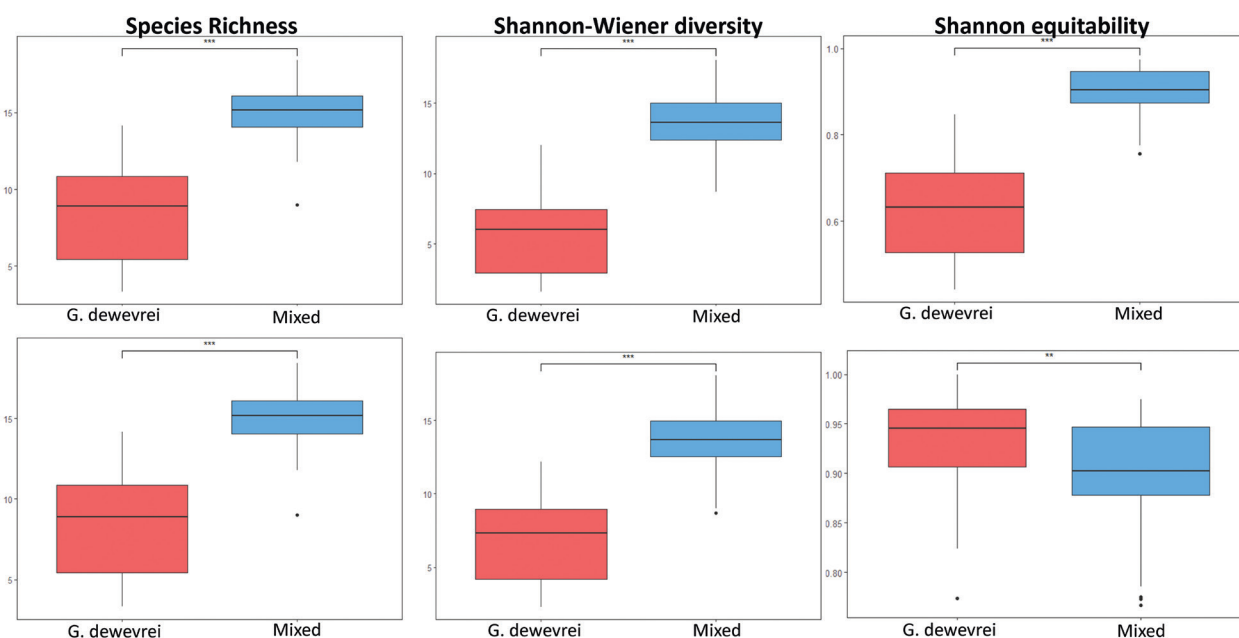 Species Richness
***
15
10
5
G. dewevrei Mixed
Shannon-Wiener diversity
***
15
10
5
G. dewevrei Mixed
Shannon equitability
***
1.0
0.8
0.6
G. dewevrei Mixed
***
15
10
5
G. dewevrei Mixed
***
15
10
5
G. dewevrei Mixed
**
1.00
0.95
0.90
0.85
0.80
G. dewevrei Mixed